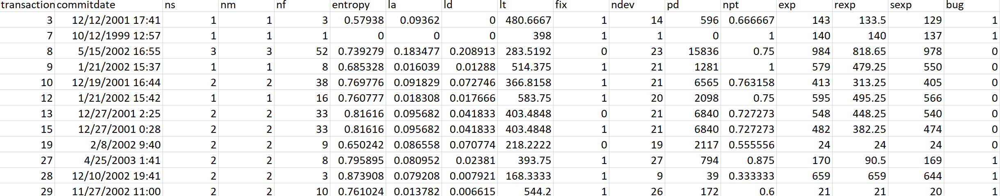 transaction commitdate ns nm nf entropy la ld lt fix ndev pd npt exp rexp sexp bug
3 12/12/2001 17:41 1 1 3 0.57938 0.09362 0 480.6667 1 14 596 0.666667 143 133.5 129 1
7 10/12/1999 12:57 1 1 1 0 0 0 398 1 1 0 1 140 140 137 1
8 5/15/2002 16:55 3 3 52 0.739279 0.183477 0.208913 283.5192 0 23 15836 0.75 984 818.65 978 0
9 1/21/2002 15:37 1 1 8 0.685328 0.016039 0.01288 514.375 1 21 1281 1 579 479.25 550 0
10 12/19/2001 16:44 2 2 38 0.769776 0.091829 0.072746 366.8158 1 21 6565 0.763158 413 313.25 405 0
12 1/21/2002 15:42 1 1 16 0.760777 0.018308 0.017666 583.75 1 20 2098 0.75 595 495.25 566 0
13 12/27/2001 2:25 2 2 33 0.81616 0.095682 0.041833 403.4848 0 21 6840 0.727273 548 448.25 540 0
15 12/27/2001 0:28 2 2 33 0.81616 0.095682 0.041833 403.4848 1 21 6840 0.727273 482 382.25 474 0
19 2/8/2002 9:40 2 2 9 0.650242 0.086558 0.070774 218.2222 0 19 2117 0.555556 24 24 24 0
27 4/25/2003 1:41 2 2 8 0.795895 0.080952 0.02381 393.75 1 27 794 0.875 170 90.5 169 1
28 12/10/2002 19:41 2 2 3 0.873908 0.079208 0.007921 168.3333 1 9 39 0.333333 659 659 644 1
29 11/27/2002 11:00 2 2 10 0.761024 0.013782 0.006615 544.2 1 26 172 0.6 21 21 20 1